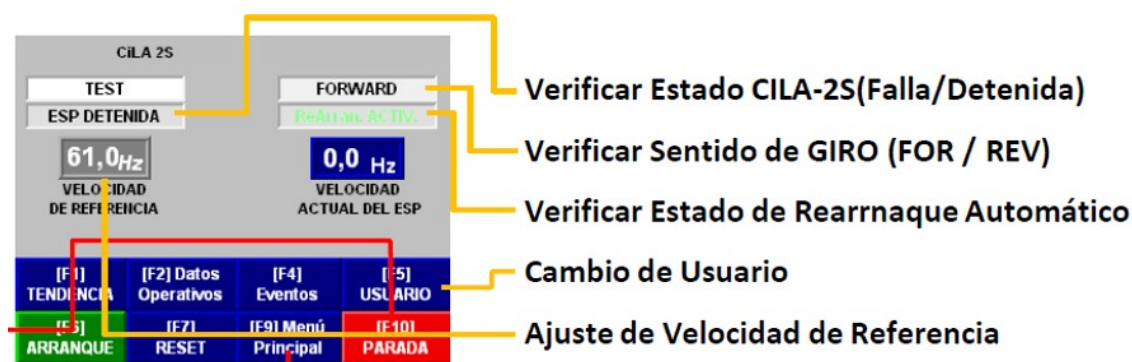 CiLA 2S
TEST
FORWARD
ESP DETENIDA
ReArran. ACTIV.
61,0Hz
0,0 Hz
VELOCIDAD
DE REFERENCIA
VELOCIDAD
ACTUAL DEL ESP
[F1]
TENDENCIA
[F2] Datos
Operativos
[F4]
Eventos
[F5]
USUARIO
[F6]
ARRANQUE
[F7]
RESET
[F9] Menú
Principal
[F10]
PARADA
Verificar Estado CILA-2S(Falla/Detenida)
Verificar Sentido de GIRO (FOR / REV)
Verificar Estado de Rearrnaque Automático
Cambio de Usuario
Ajuste de Velocidad de Referencia